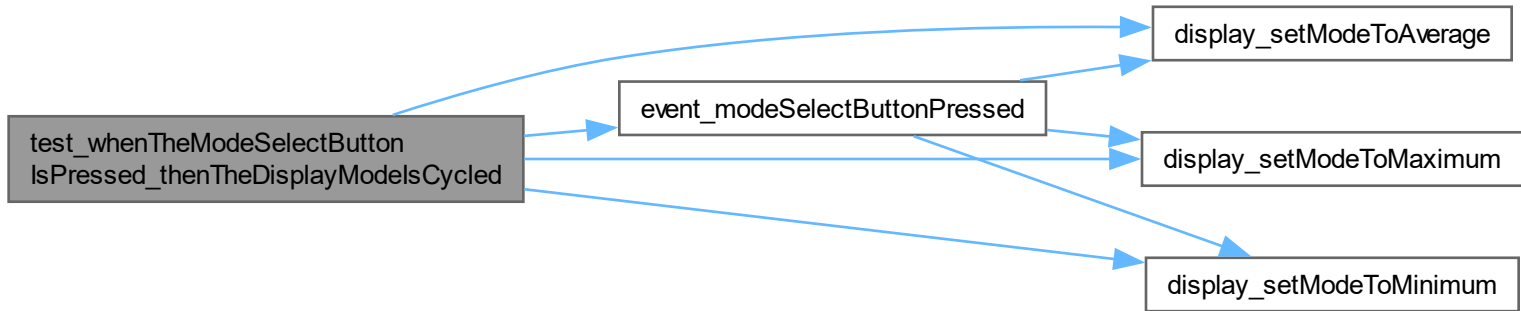 test_whenTheModeSelectButton
IsPressed_thenTheDisplayModeIsCycled
event_modeSelectButtonPressed
display_setModeToAverage
display_setModeToMaximum
display_setModeToMinimum